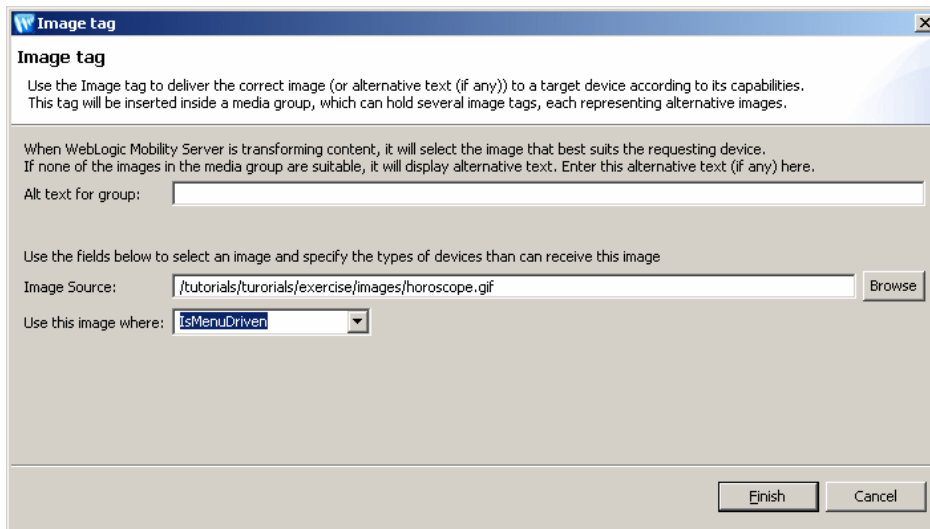 Image tag
Image tag
Use the Image tag to deliver the correct image (or alternative text (if any)) to a target device according to its capabilities.
This tag will be inserted inside a media group, which can hold several image tags, each representing alternative images.
When WebLogic Mobility Server is transforming content, it will select the image that best suits the requesting device.
If none of the images in the media group are suitable, it will display alternative text. Enter this alternative text (if any) here.
Alt text for group:
Use the fields below to select an image and specify the types of devices than can receive this image
Image Source: /tutorials/turorials/exercise/images/horoscope.gif Browse
Use this image where: IsMenuDriven
Finish Cancel